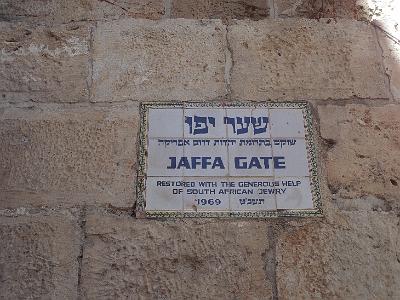 שער יפו
שוקם בתרומת יהדות דרום אפריקה
JAFFA GATE
RESTORED WITH THE GENEROUS HELP
OF SOUTH AFRICAN JEWRY
1969 תשכ"ט